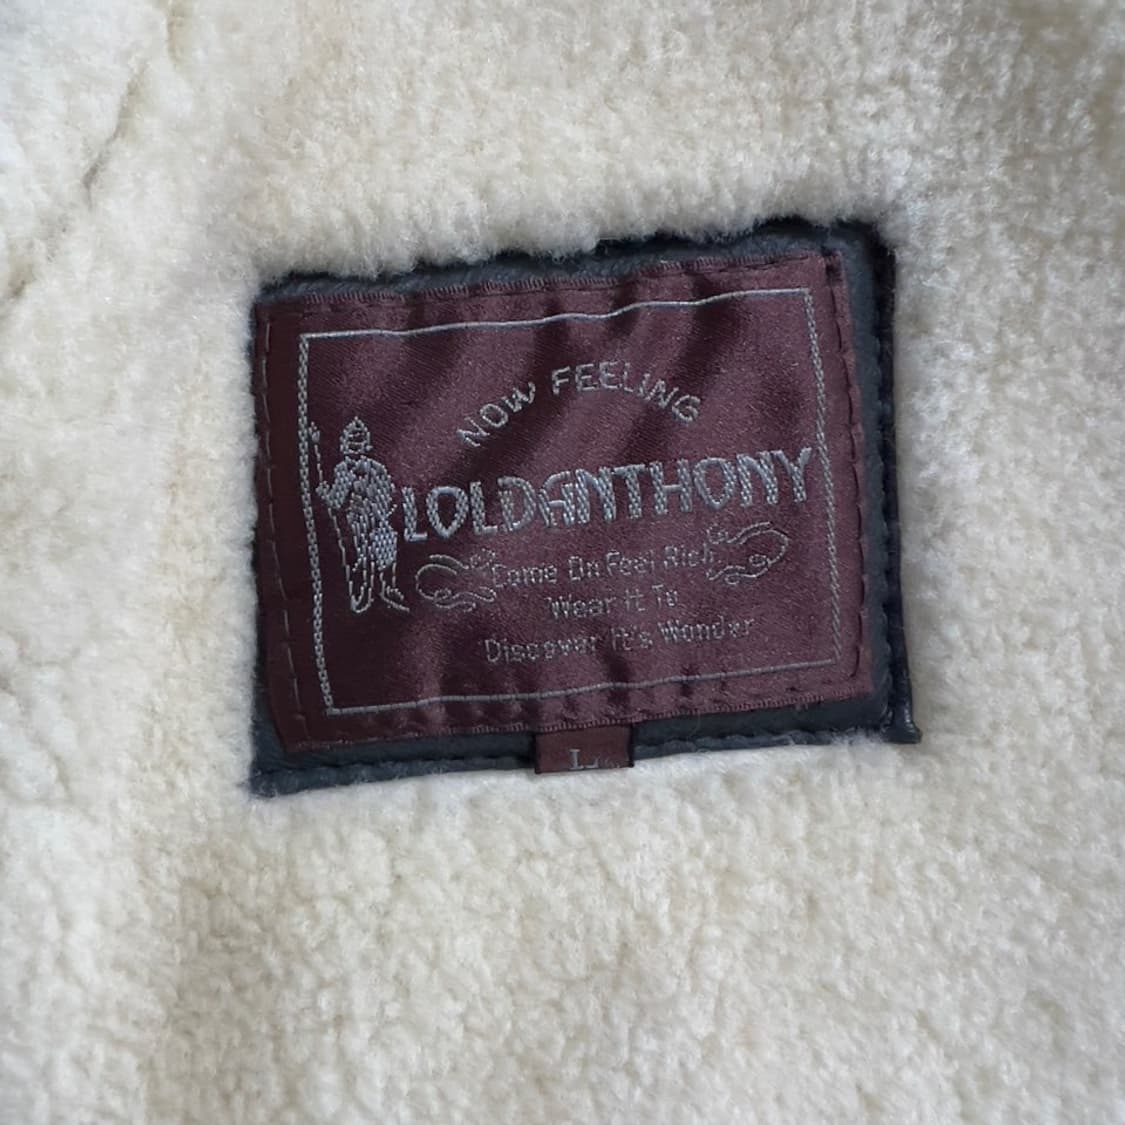 NOW FEELING
LOLDANTHONY
Come On Feel Rich
Wear It To
Discover It's Wonder
L